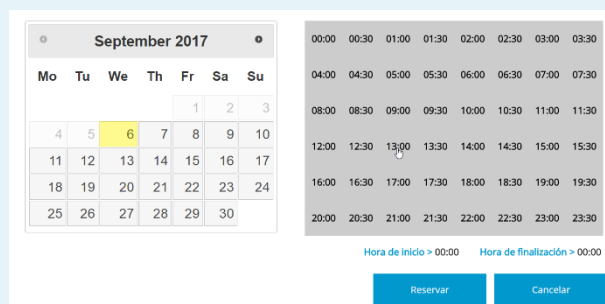 September 2017
Mo Tu We Th Fr Sa Su
1 2 3
4 5 6 7 8 9 10
11 12 13 14 15 16 17
18 19 20 21 22 23 24
25 26 27 28 29 30
00:00 00:30 01:00 01:30 02:00 02:30 03:00 03:30
04:00 04:30 05:00 05:30 06:00 06:30 07:00 07:30
08:00 08:30 09:00 09:30 10:00 10:30 11:00 11:30
12:00 12:30 13:00 13:30 14:00 14:30 15:00 15:30
16:00 16:30 17:00 17:30 18:00 18:30 19:00 19:30
20:00 20:30 21:00 21:30 22:00 22:30 23:00 23:30
Hora de inicio > 00:00 Hora de finalización > 00:00
Reservar Cancelar